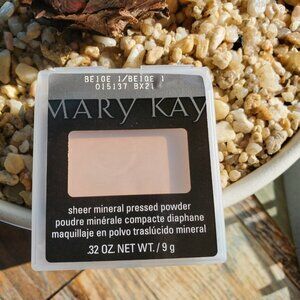 BEIGE 1/BEIGE 1
015137 BX21
MARY KAY
sheer mineral pressed powder
poudre minérale compacte diaphane
maquillaje en polvo traslúcido mineral
.32 OZ. NET WT. / 9 g